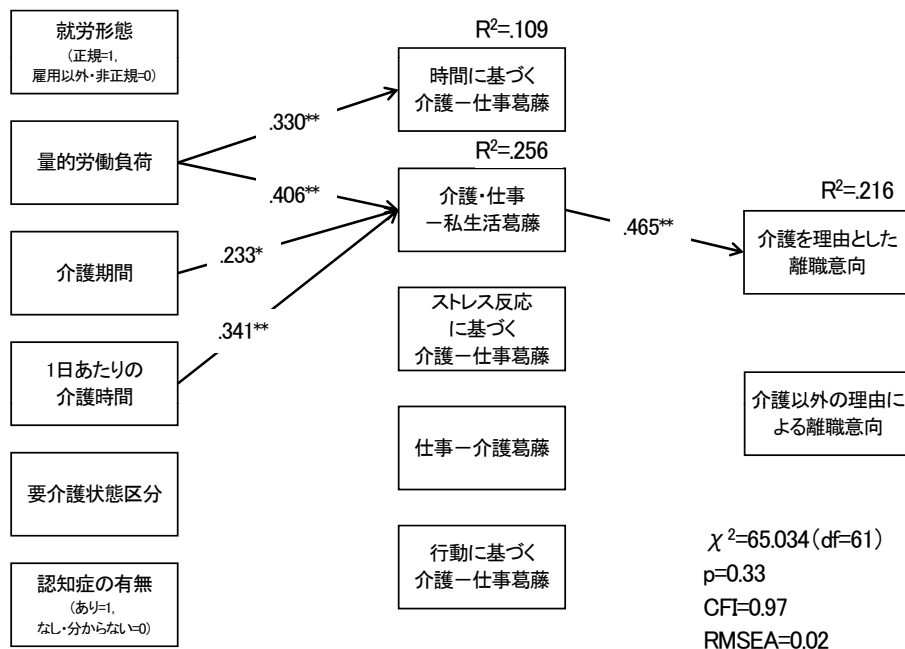 就労形態
(正規=1,
雇用以外・非正規=0)
量的労働負荷
介護期間
1日あたりの
介護時間
要介護状態区分
認知症の有無
(あり=1,
なし・分からない=0)
.330**
.406**
.233*
.341**
R²=.109
時間に基づく
介護－仕事葛藤
R²=.256
介護・仕事
－私生活葛藤
ストレス反応
に基づく
介護－仕事葛藤
仕事－介護葛藤
行動に基づく
介護－仕事葛藤
.465**
R²=.216
介護を理由とした
離職意向
介護以外の理由に
よる離職意向
χ²=65.034(df=61)
p=0.33
CFI=0.97
RMSEA=0.02